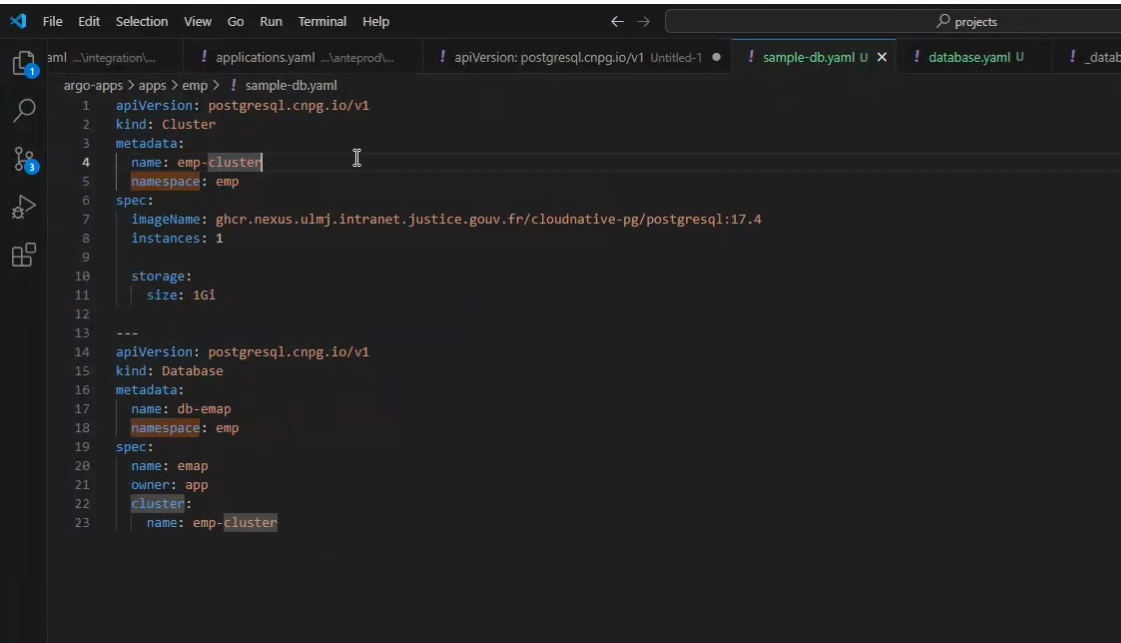 File Edit Selection View Go Run Terminal Help
projects
aml ...\integration\...
! applications.yaml ...\anteprod\...
! apiVersion: postgresql.cnpg.io/v1 Untitled-1 ●
! sample-db.yaml U ×
! database.yaml U
! _datab
argo-apps > apps > emp > ! sample-db.yaml
1 apiVersion: postgresql.cnpg.io/v1
2 kind: Cluster
3 metadata:
4   name: emp-cluster
5   namespace: emp
6 spec:
7   imageName: ghcr.nexus.ulmj.intranet.justice.gouv.fr/cloudnative-pg/postgresql:17.4
8   instances: 1
9
10   storage:
11     size: 1Gi
12
13 ---
14 apiVersion: postgresql.cnpg.io/v1
15 kind: Database
16 metadata:
17   name: db-emap
18   namespace: emp
19 spec:
20   name: emap
21   owner: app
22   cluster:
23     name: emp-cluster
1
3